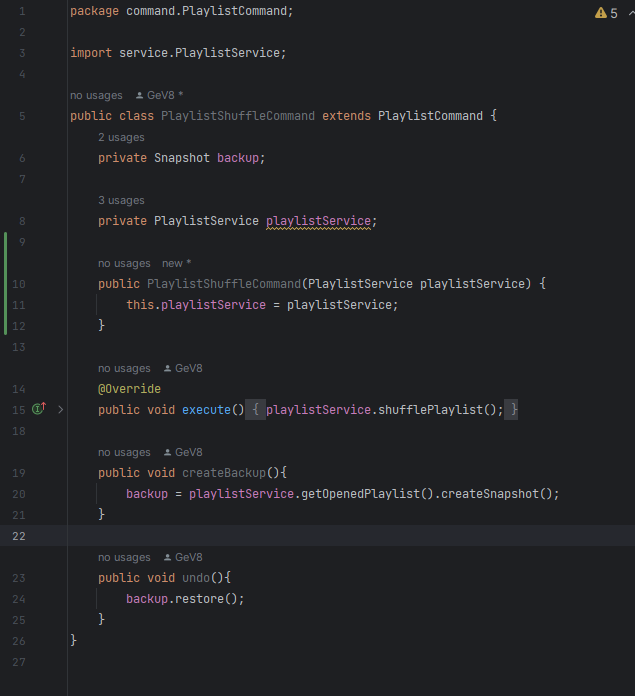 1 package command.PlaylistCommand; 5
2
3 import service.PlaylistService;
4
no usages GeV8 *
5 public class PlaylistShuffleCommand extends PlaylistCommand {
2 usages
6 private Snapshot backup;
7
3 usages
8 private PlaylistService playlistService;
9
no usages new *
10 public PlaylistShuffleCommand(PlaylistService playlistService) {
11 this.playlistService = playlistService;
12 }
13
no usages GeV8
14 @Override
15 public void execute() { playlistService.shufflePlaylist(); }
18
no usages GeV8
19 public void createBackup(){
20 backup = playlistService.getOpenedPlaylist().createSnapshot();
21 }
22
no usages GeV8
23 public void undo(){
24 backup.restore();
25 }
26 }
27